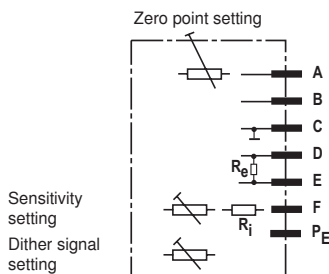 Zero point setting
A
B
C
D
Re
E
Sensitivity
setting
F
Ri
Dither signal
setting
PE